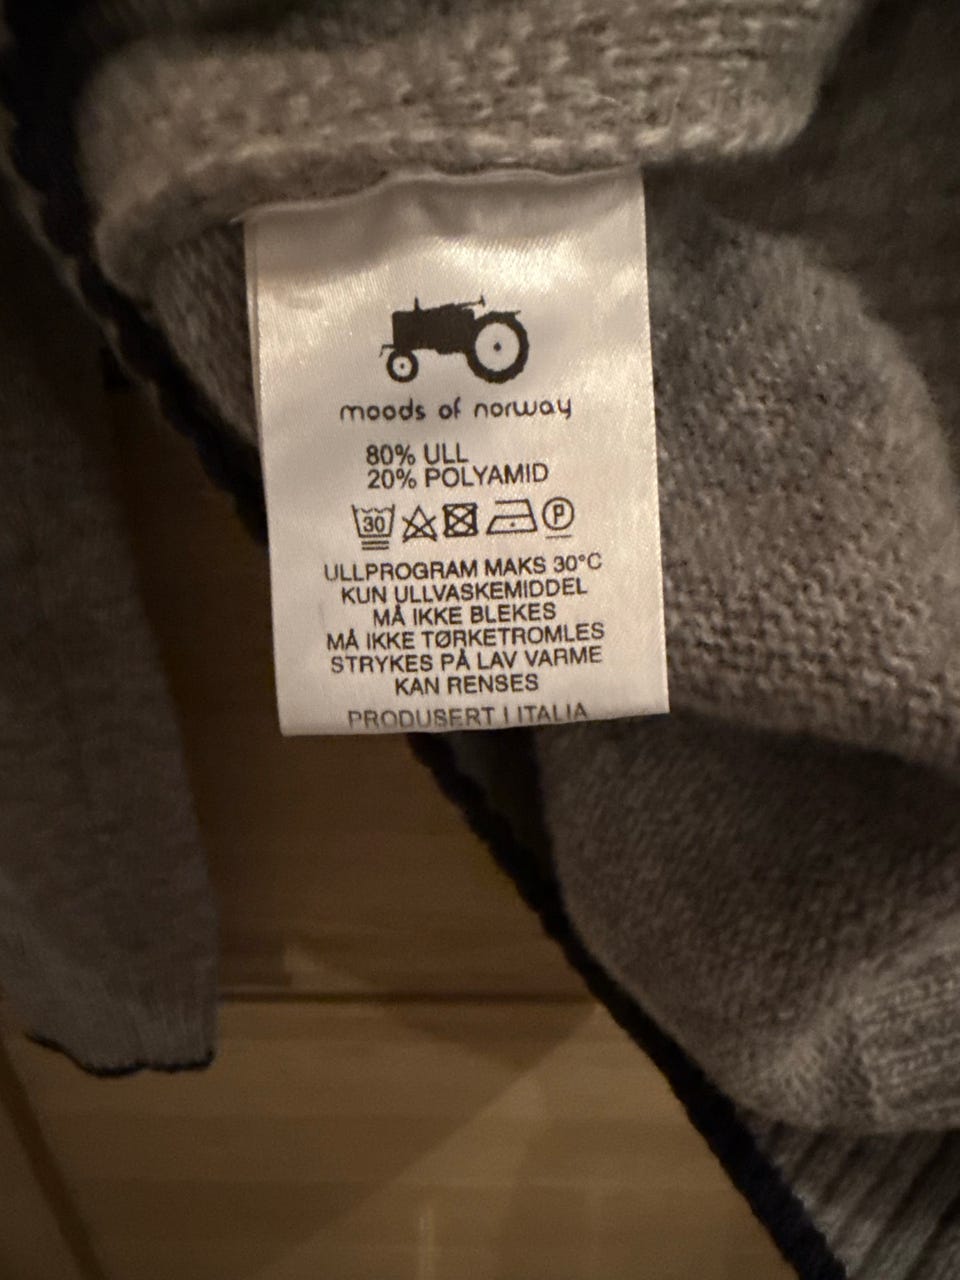 moods of norway
80% ULL
20% POLYAMID
30 P
ULLPROGRAM MAKS 30°C
KUN ULLVASKEMIDDEL
MÅ IKKE BLEKES
MÅ IKKE TØRKETROMLES
STRYKES PÅ LAV VARME
KAN RENSES
PRODUSERT I ITALIA